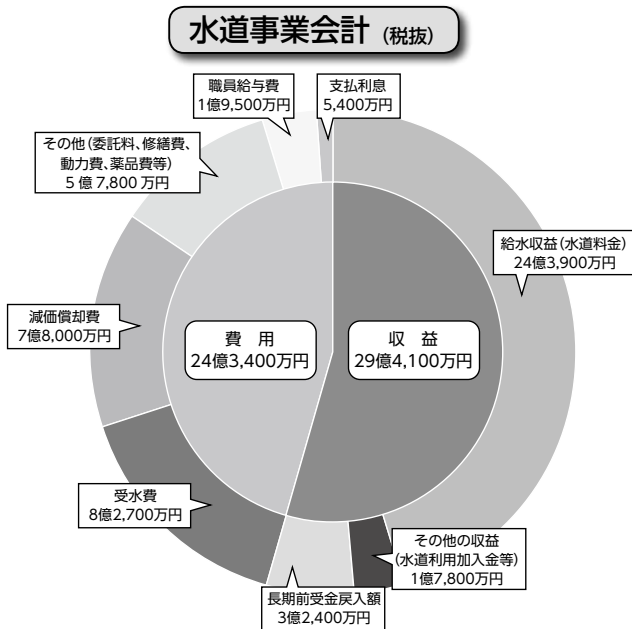 水道事業会計 (税抜)
職員給与費
1億9,500万円
支払利息
5,400万円
その他(委託料、修繕費、
動力費、薬品費等)
5億7,800万円
給水収益(水道料金)
24億3,900万円
減価償却費
7億8,000万円
費 用
24億3,400万円
収 益
29億4,100万円
受水費
8億2,700万円
その他の収益
(水道利用加入金等)
1億7,800万円
長期前受金戻入額
3億2,400万円